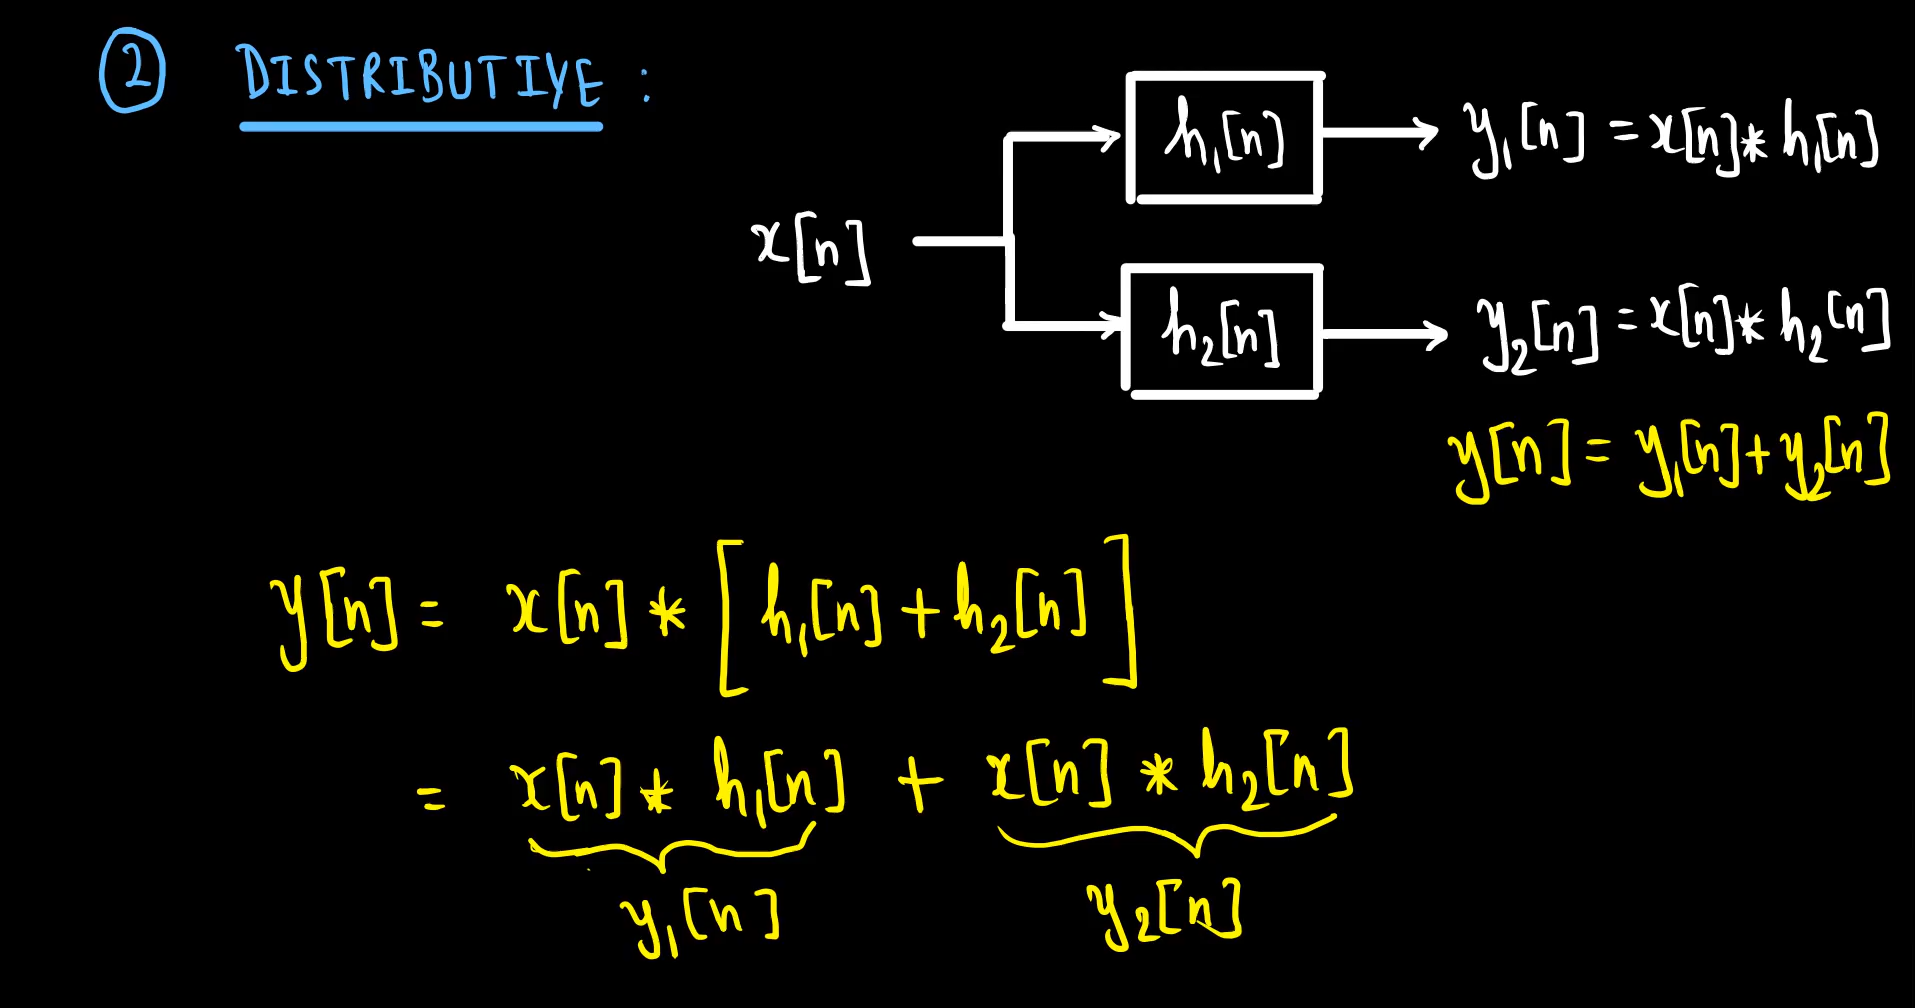 ② DISTRIBUTIVE :
h₁[n]
y₁[n] = x[n] * h₁[n]
x[n]
h₂[n]
y₂[n] = x[n] * h₂[n]
y[n] = y₁[n] + y₂[n]
y[n] = x[n] * [h₁[n] + h₂[n]]
= x[n] * h₁[n] + x[n] * h₂[n]
y₁[n] y₂[n]